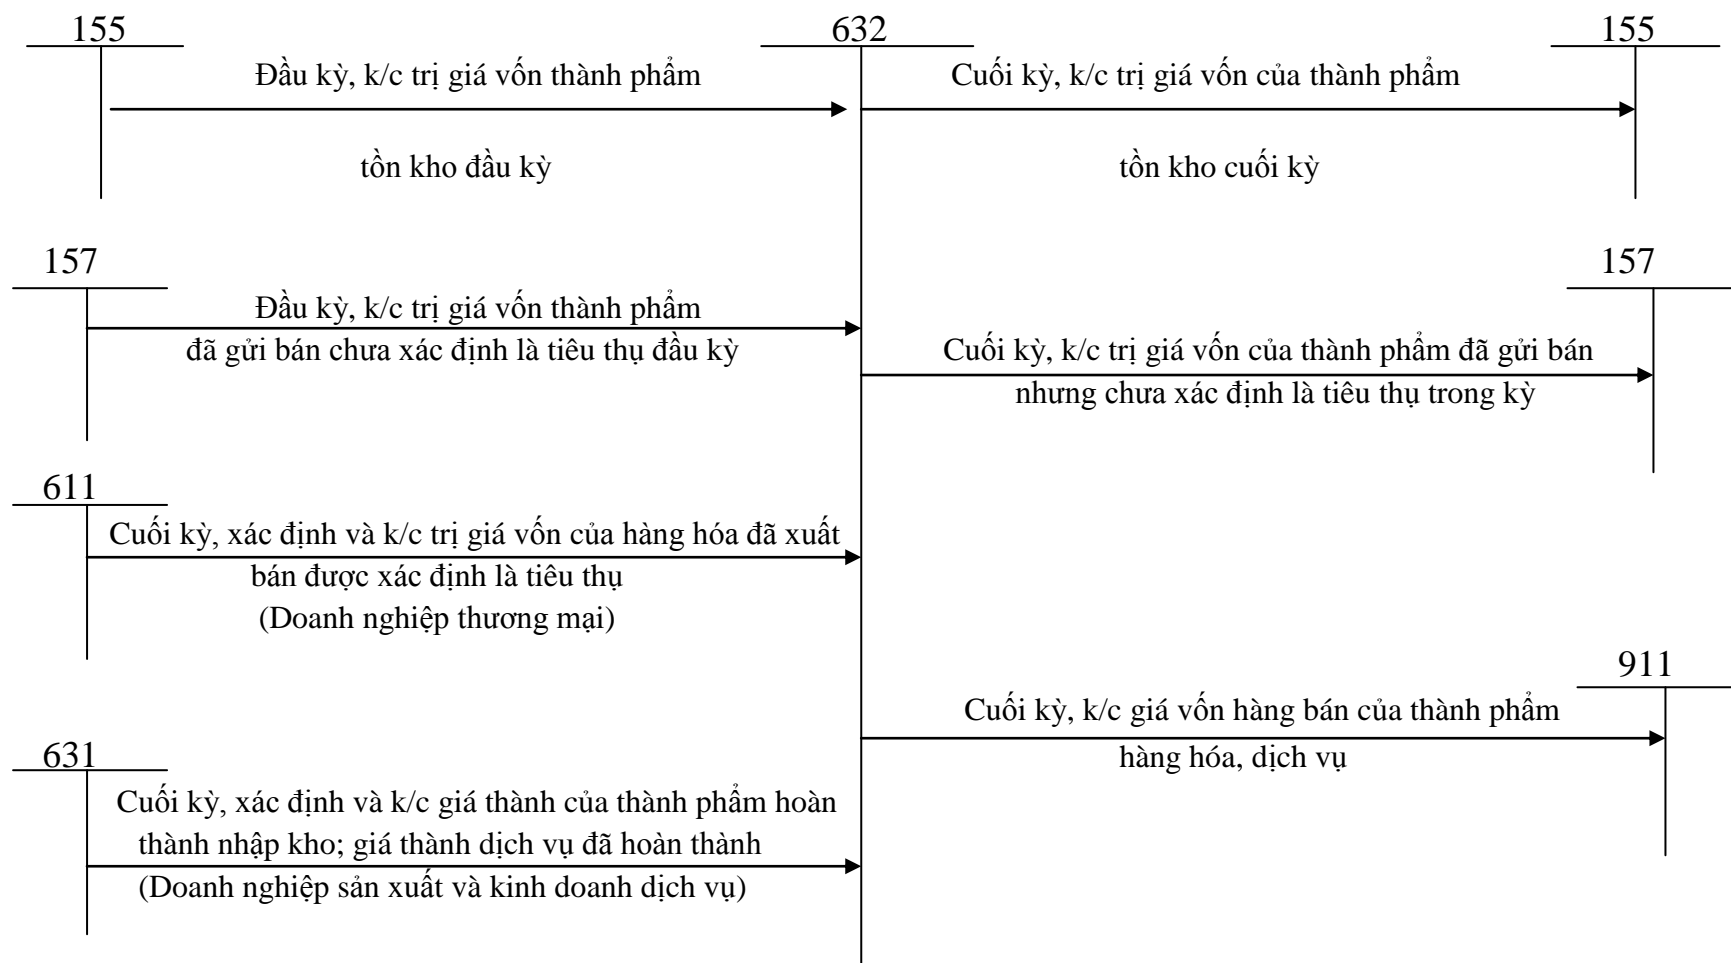 155
632
155
Đầu kỳ, k/c trị giá vốn thành phẩm
tồn kho đầu kỳ
Cuối kỳ, k/c trị giá vốn của thành phẩm
tồn kho cuối kỳ
157
157
Đầu kỳ, k/c trị giá vốn thành phẩm
đã gửi bán chưa xác định là tiêu thụ đầu kỳ
Cuối kỳ, k/c trị giá vốn của thành phẩm đã gửi bán
nhưng chưa xác định là tiêu thụ trong kỳ
611
Cuối kỳ, xác định và k/c trị giá vốn của hàng hóa đã xuất
bán được xác định là tiêu thụ
(Doanh nghiệp thương mại)
911
Cuối kỳ, k/c giá vốn hàng bán của thành phẩm
hàng hóa, dịch vụ
631
Cuối kỳ, xác định và k/c giá thành của thành phẩm hoàn
thành nhập kho; giá thành dịch vụ đã hoàn thành
(Doanh nghiệp sản xuất và kinh doanh dịch vụ)